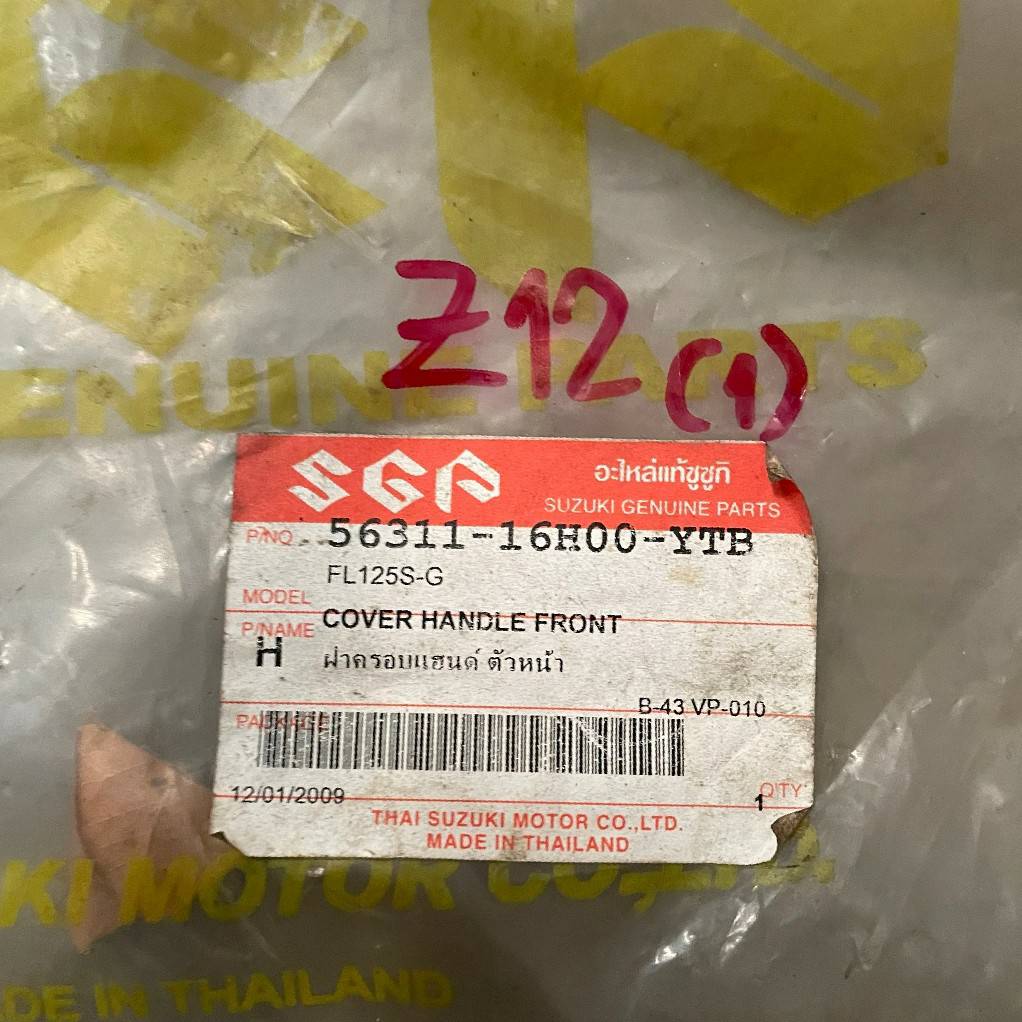 Z12 (1)
GENUINE PARTS
SGP
อะไหล่แท้ซูซูกิ
SUZUKI GENUINE PARTS
P/NO. 56311-16H00-YTB
FL125S-G
MODEL
P/NAME COVER HANDLE FRONT
H ฝาครอบแฮนด์ ตัวหน้า
B-43 VP-010
PACKAGE
12/01/2009
Q'TY
1
THAI SUZUKI MOTOR CO.,LTD.
MADE IN THAILAND
KI MOTOR CO.,LTD.
ADE IN THAILAND